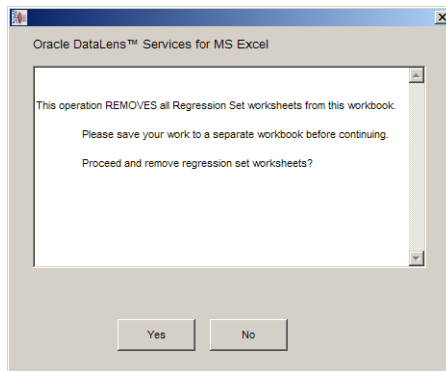 Oracle DataLens™ Services for MS Excel
This operation REMOVES all Regression Set worksheets from this workbook.
Please save your work to a separate workbook before continuing.
Proceed and remove regression set worksheets?
Yes No